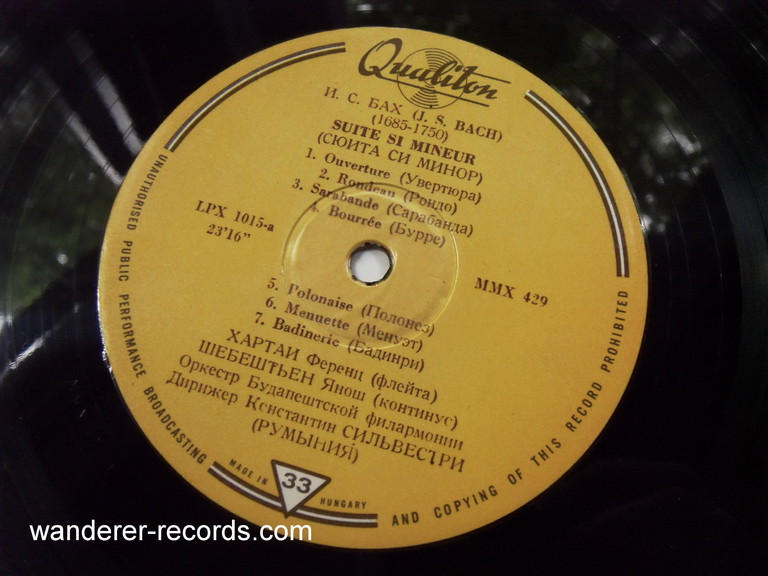 Qualiton
И. С. БАХ (J. S. BACH)
(1685-1750)
SUITE SI MINEUR
(СЮИТА СИ МИНОР)
1. Ouverture (Увертюра)
2. Rondeau (Рондо)
3. Sarabande (Сарабанда)
4. Bourrée (Бурре)
LPX 1015-a
23'16"
MMX 429
5. Polonaise (Полонез)
6. Menuette (Менуэт)
7. Badinerie (Бадинри)
ХАРТАИ Ференц (флейта)
ШЕБЕШТЬЕН Янош (континус)
Оркестр Будапештской филармонии
Дирижер Константин СИЛЬВЕСТРИ
(РУМЫНИЯ)
UNAUTHORISED PUBLIC PERFORMANCE BROADCASTING
AND COPYING OF THIS RECORD PROHIBITED
MADE IN
33
HUNGARY
wanderer-records.com